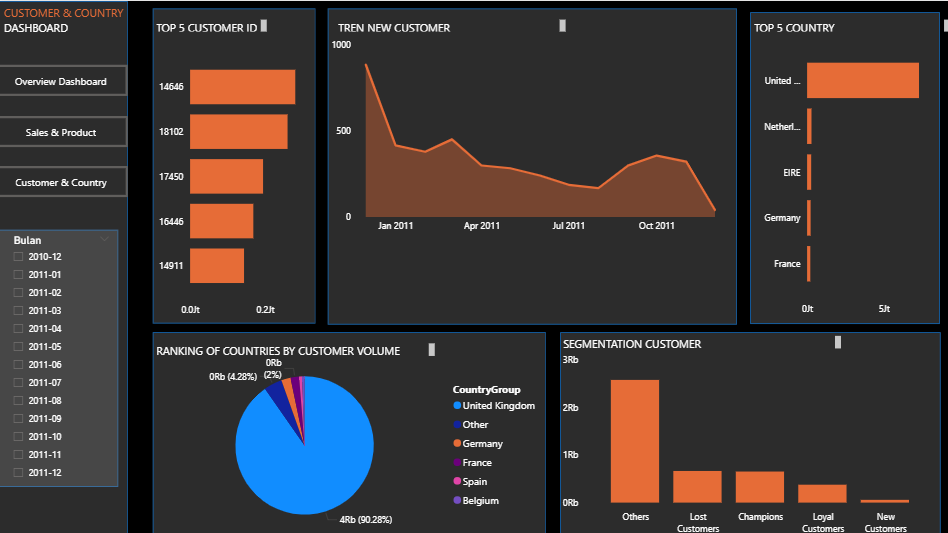 CUSTOMER & COUNTRY
DASHBOARD
Overview Dashboard
Sales & Product
Customer & Country
Bulan
2010-12
2011-01
2011-02
2011-03
2011-04
2011-05
2011-06
2011-07
2011-08
2011-09
2011-10
2011-11
2011-12
TOP 5 CUSTOMER ID
14646
18102
17450
16446
14911
0.0Jt 0.2Jt
TREN NEW CUSTOMER
1000
500
0
Jan 2011 Apr 2011 Jul 2011 Oct 2011
TOP 5 COUNTRY
United ...
Netherl...
EIRE
Germany
France
0Jt 5Jt
RANKING OF COUNTRIES BY CUSTOMER VOLUME
0Rb
(2%)
0Rb (4.28%)
4Rb (90.28%)
CountryGroup
United Kingdom
Other
Germany
France
Spain
Belgium
SEGMENTATION CUSTOMER
3Rb
2Rb
1Rb
0Rb
Others Lost Champions Loyal New
Customers Customers Customers